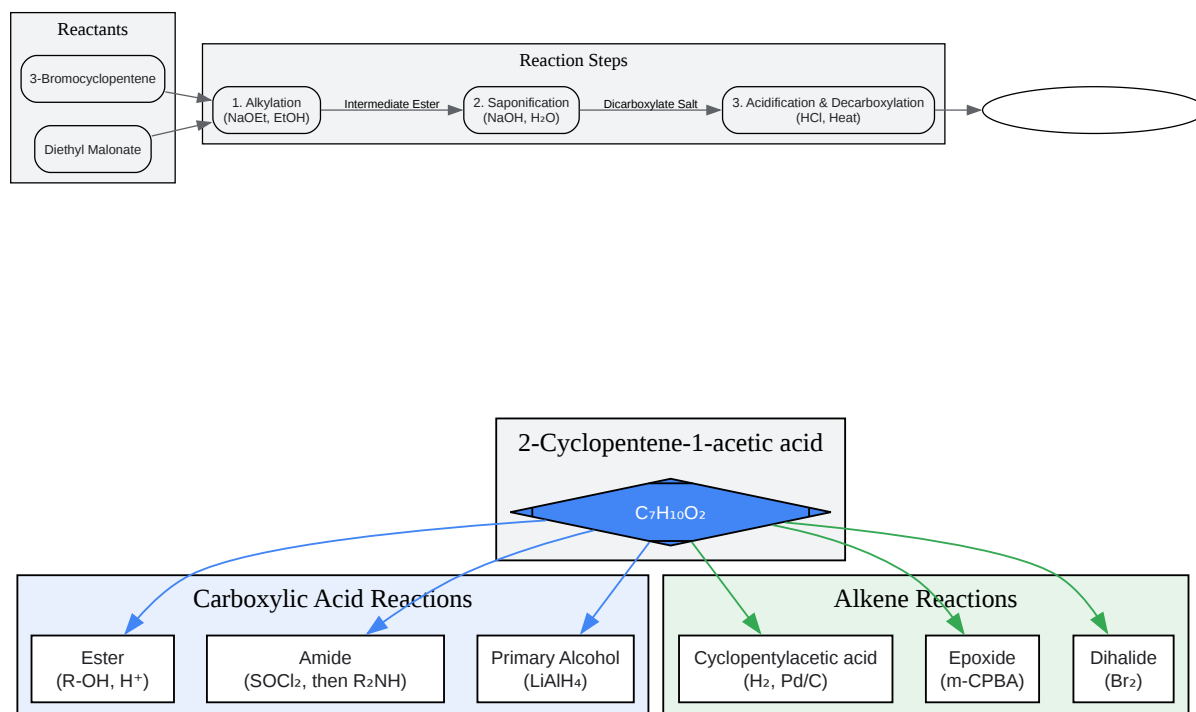 Reactants
3-Bromocyclopentene
Diethyl Malonate
Reaction Steps
1. Alkylation
(NaOEt, EtOH)
Intermediate Ester
2. Saponification
(NaOH, H₂O)
Dicarboxylate Salt
3. Acidification & Decarboxylation
(HCl, Heat)
2-Cyclopentene-1-acetic acid
C₇H₁₀O₂
Carboxylic Acid Reactions
Ester
(R-OH, H⁺)
Amide
(SOCl₂, then R₂NH)
Primary Alcohol
(LiAlH₄)
Alkene Reactions
Cyclopentylacetic acid
(H₂, Pd/C)
Epoxide
(m-CPBA)
Dihalide
(Br₂)